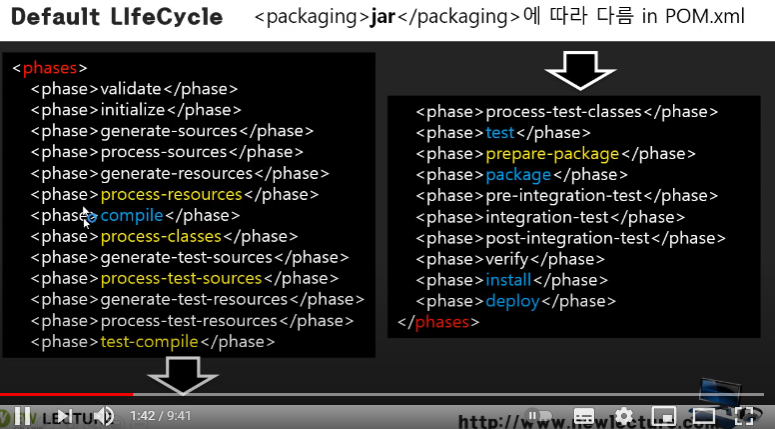 Default LIfeCycle <packaging>jar</packaging>에 따라 다름 in POM.xml
<phases>
<phase>validate</phase>
<phase>initialize</phase>
<phase>generate-sources</phase>
<phase>process-sources</phase>
<phase>generate-resources</phase>
<phase>process-resources</phase>
<phase>compile</phase>
<phase>process-classes</phase>
<phase>generate-test-sources</phase>
<phase>process-test-sources</phase>
<phase>generate-test-resources</phase>
<phase>process-test-resources</phase>
<phase>test-compile</phase>
<phase>process-test-classes</phase>
<phase>test</phase>
<phase>prepare-package</phase>
<phase>package</phase>
<phase>pre-integration-test</phase>
<phase>integration-test</phase>
<phase>post-integration-test</phase>
<phase>verify</phase>
<phase>install</phase>
<phase>deploy</phase>
</phases>
LECTURE
1:42 / 9:41
http://www.newlecture.com